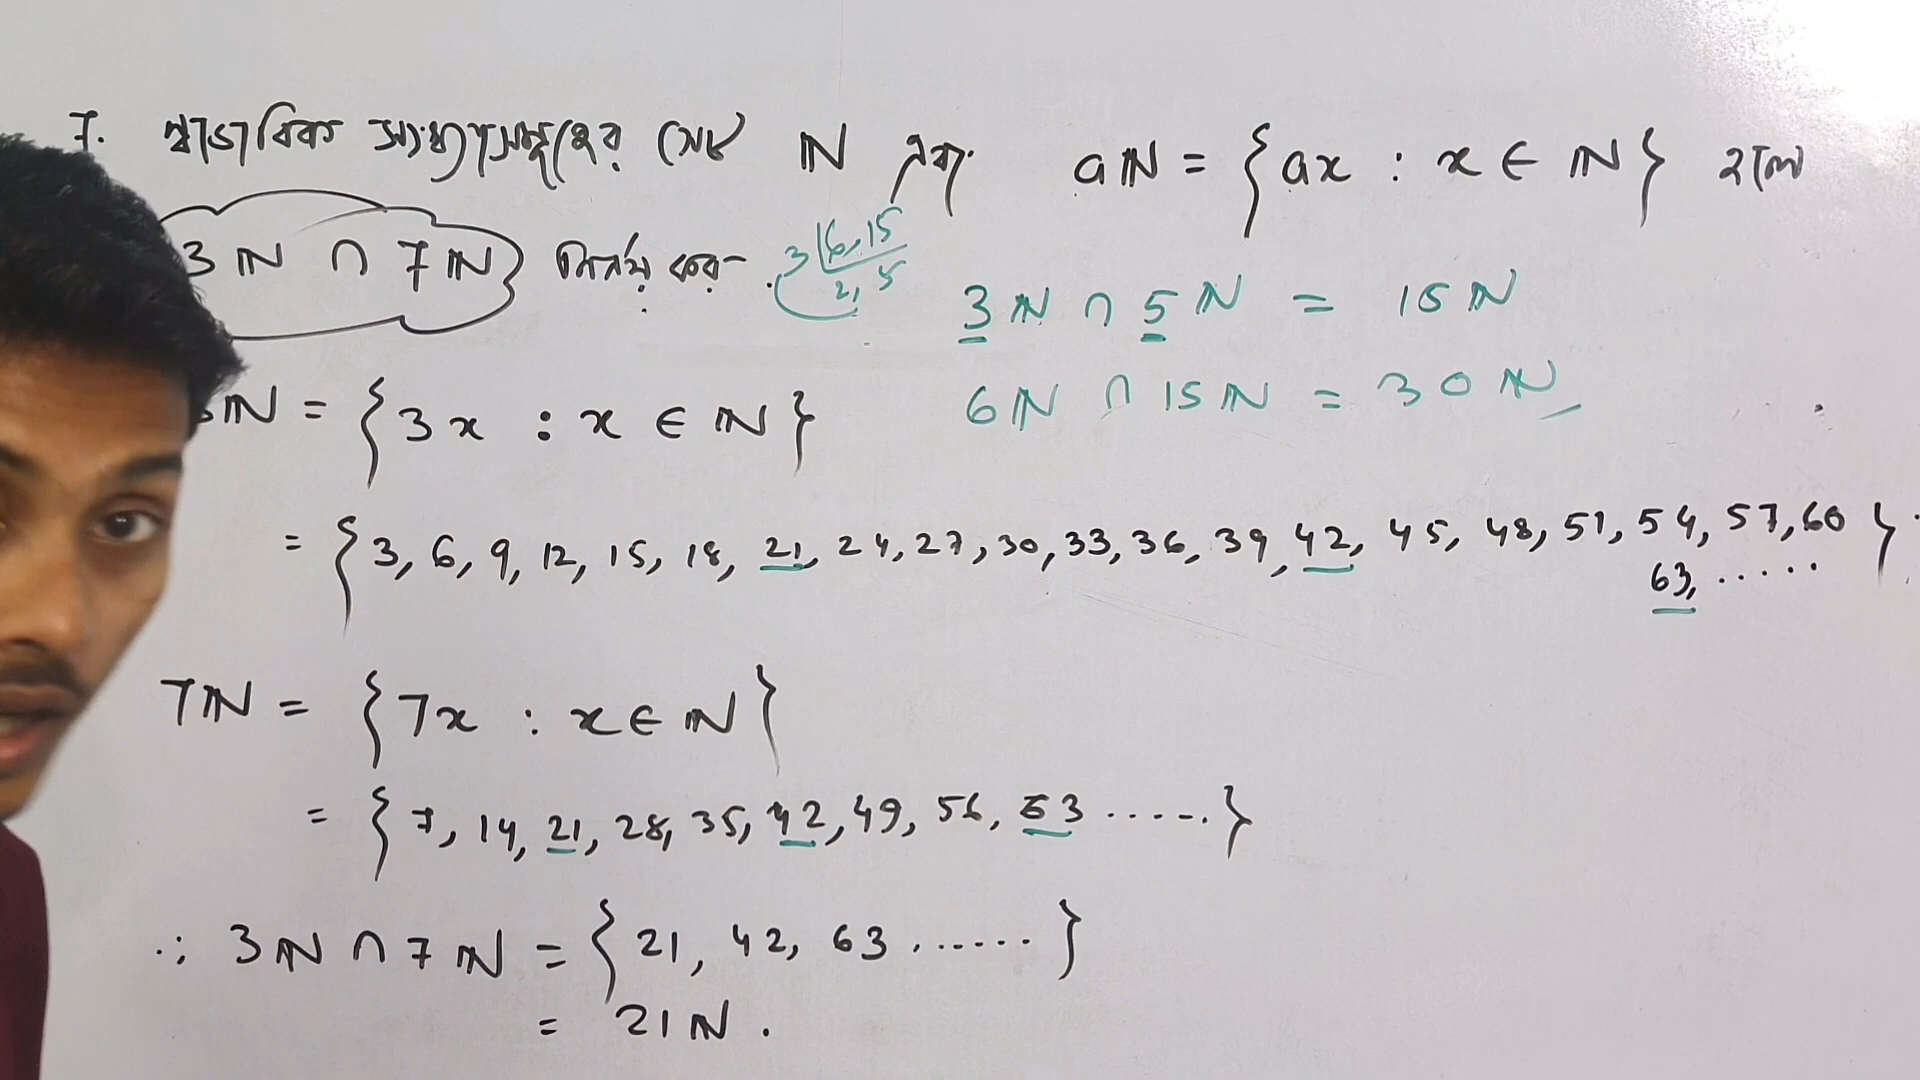 7. স্বাভাবিক সংখ্যাসমূহের সেট ℕ এবং aℕ = {ax : x ∈ ℕ} হলে
3ℕ ∩ 7ℕ নির্ণয় কর-
3 | 6, 15
2, 5
3ℕ ∩ 5ℕ = 15ℕ
6ℕ ∩ 15ℕ = 30ℕ
ℕ = {3x : x ∈ ℕ}
= {3, 6, 9, 12, 15, 18, 21, 24, 27, 30, 33, 36, 39, 42, 45, 48, 51, 54, 57, 60
63, ..... }
7ℕ = {7x : x ∈ ℕ}
= {7, 14, 21, 28, 35, 42, 49, 56, 63 ......}
∴ 3ℕ ∩ 7ℕ = {21, 42, 63 .......}
= 21ℕ.